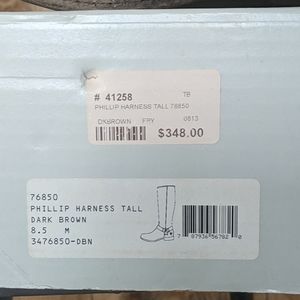 # 41258 TB
PHILLIP HARNESS TALL 76850
DKBROWN FRY 0813
$348.00
76850
PHILLIP HARNESS TALL
DARK BROWN
8.5 M
3476850-DBN